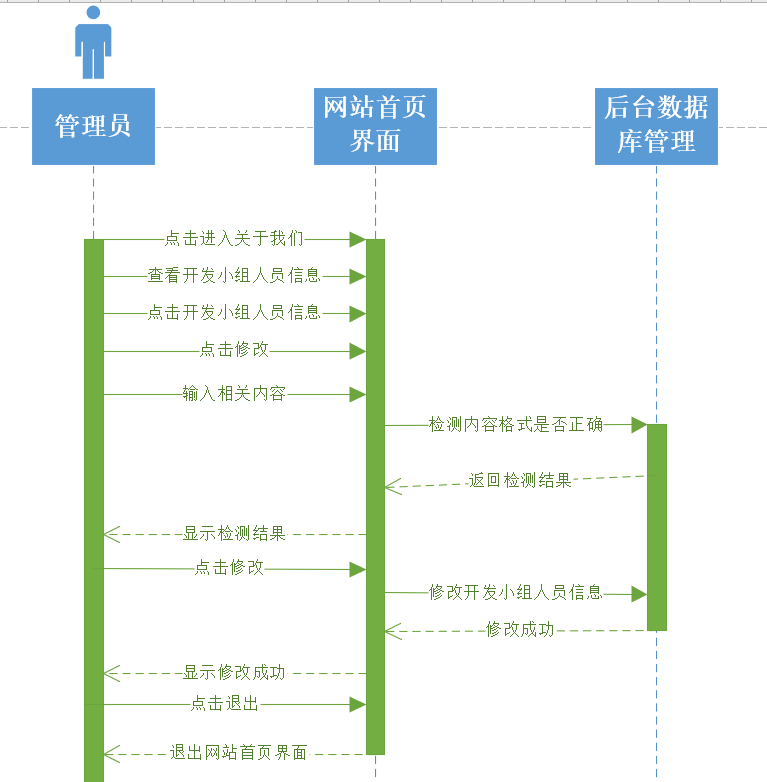 管理员
网站首页
界面
后台数据
库管理
点击进入关于我们
查看开发小组人员信息
点击开发小组人员信息
点击修改
输入相关内容
检测内容格式是否正确
返回检测结果
显示检测结果
点击修改
修改开发小组人员信息
修改成功
显示修改成功
点击退出
退出网站首页界面